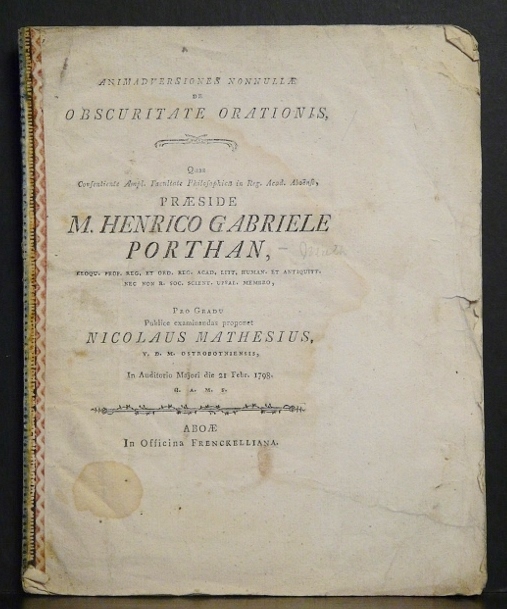 ANIMADVERSIONES NONNULLÆ
DE
OBSCURITATE ORATIONIS,
Quas
Consentiente Ampl. Facultate Philosophica in Reg. Acad. Aboënsi,
PRÆSIDE
M. HENRICO GABRIELE
PORTHAN,
ELOQU. PROF. REG. ET ORD. REG. ACAD. LITT. HUMAN. ET ANTIQUITT.
NEC NON R. SOC. SCIENT. UPSAL. MEMBRO,
PRO GRADU
Publice examinandas proponet
NICOLAUS MATHESIUS,
V. D. M. OSTROBOTNIENSIS,
In Auditorio Majori die 21 Febr. 1798.
H. A. M. S.
ABOÆ
In Officina FRENCKELLIANA.